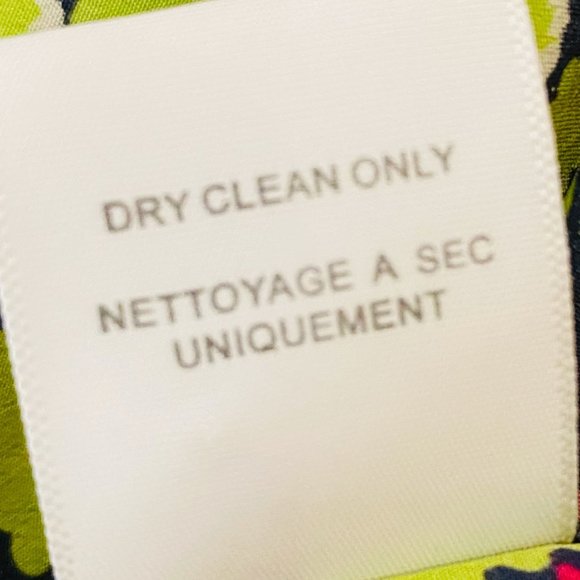 DRY CLEAN ONLY
NETTOYAGE A SEC
UNIQUEMENT